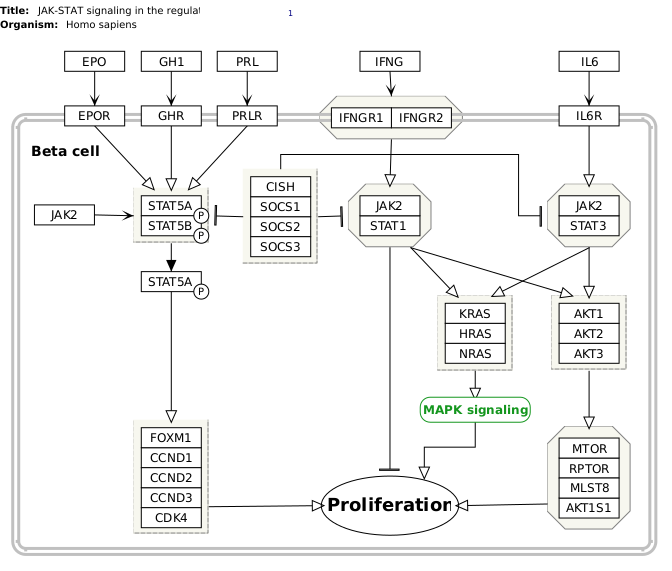 Title: JAK-STAT signaling in the regulat
1
Organism: Homo sapiens
EPO GH1 PRL IFNG IL6
EPOR GHR PRLR IFNGR1 IFNGR2 IL6R
Beta cell
CISH
SOCS1
SOCS2
SOCS3
JAK2
STAT5A
STAT5B
P
P
JAK2
STAT1
JAK2
STAT3
STAT5A
P
KRAS
HRAS
NRAS
AKT1
AKT2
AKT3
MAPK signaling
FOXM1
CCND1
CCND2
CCND3
CDK4
MTOR
RPTOR
MLST8
AKT1S1
Proliferation